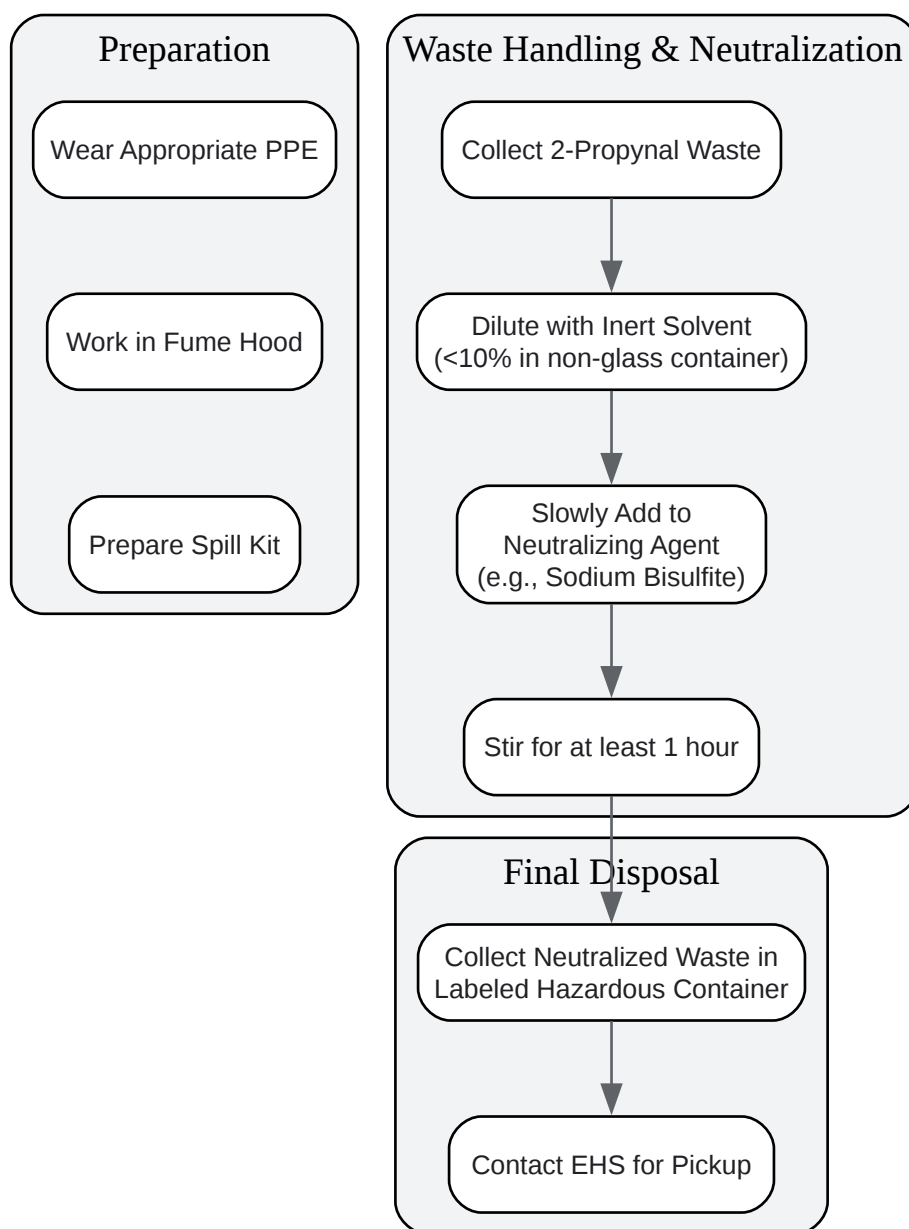 Preparation
Wear Appropriate PPE
Work in Fume Hood
Prepare Spill Kit
Waste Handling & Neutralization
Collect 2-Propynal Waste
Dilute with Inert Solvent
(<10% in non-glass container)
Slowly Add to
Neutralizing Agent
(e.g., Sodium Bisulfite)
Stir for at least 1 hour
Final Disposal
Collect Neutralized Waste in
Labeled Hazardous Container
Contact EHS for Pickup